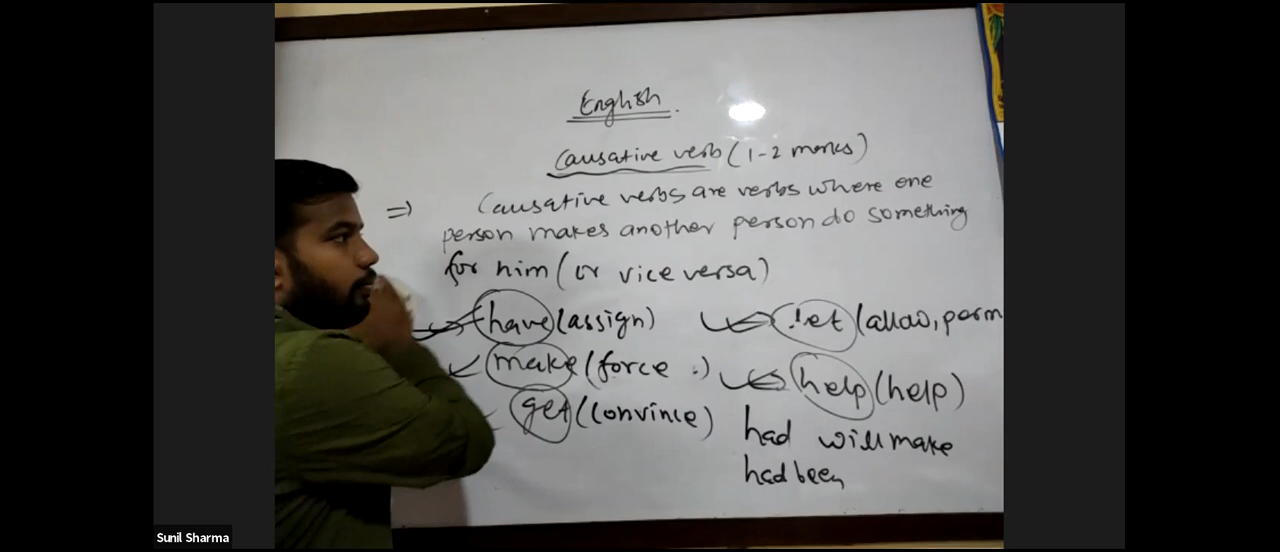 English.
Causative verb (1-2 marks)
⇒ Causative verbs are verbs where one
person makes another person do something
for him (or vice versa)
have (assign)
let (allow, perm
make (force :)
help (help)
get (convince)
had will make
had been
Sunil Sharma